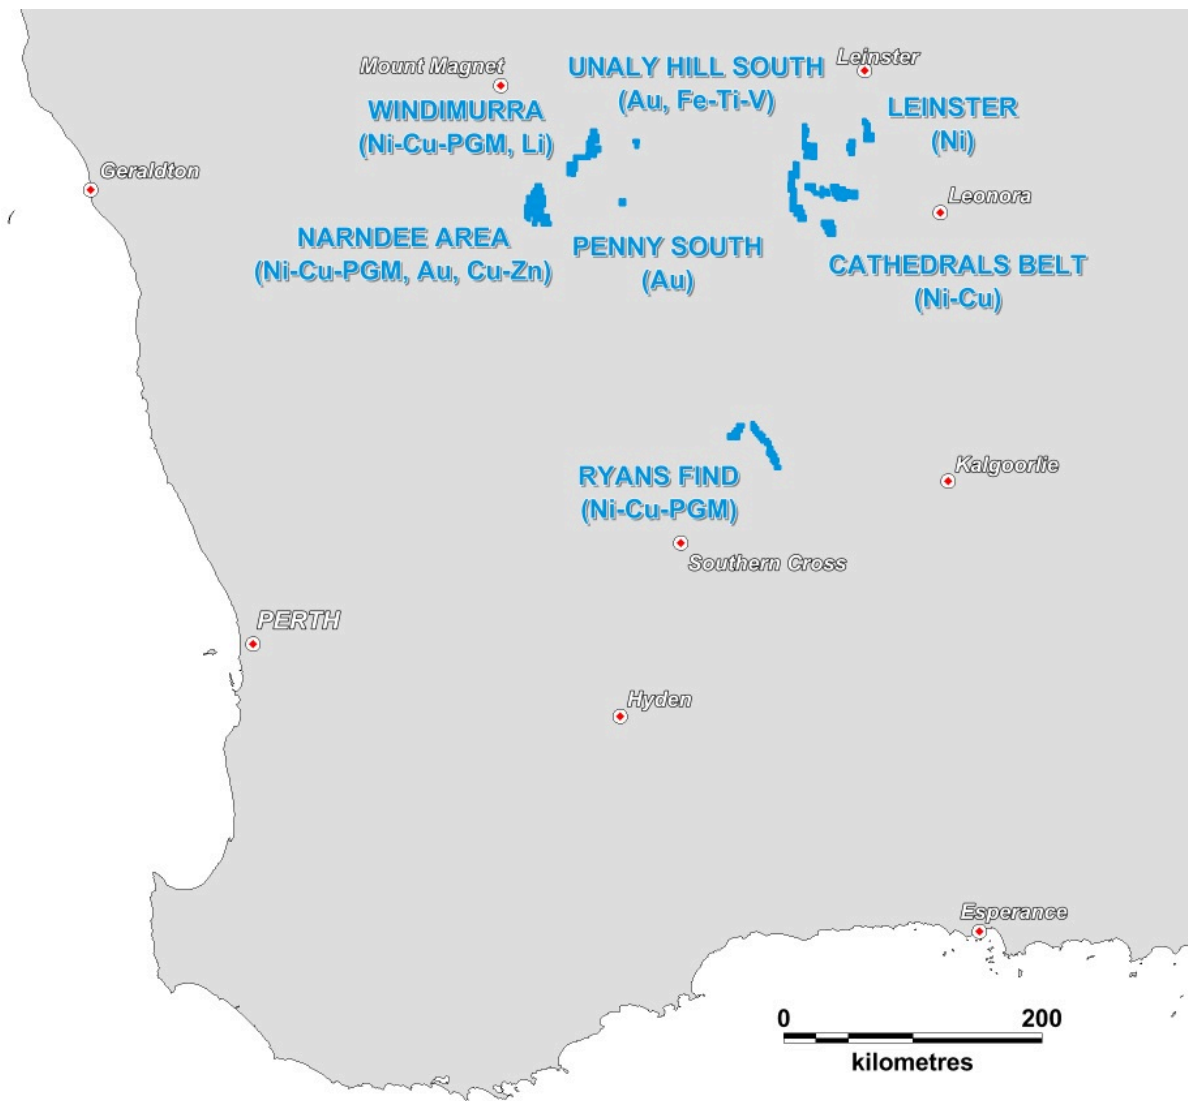 Mount Magnet
UNALY HILL SOUTH
(Au, Fe-Ti-V)
Leinster
WINDIMURRA
(Ni-Cu-PGM, Li)
LEINSTER
(Ni)
Geraldton
Leonora
NARNDEE AREA
(Ni-Cu-PGM, Au, Cu-Zn)
PENNY SOUTH
(Au)
CATHEDRALS BELT
(Ni-Cu)
RYANS FIND
(Ni-Cu-PGM)
Kalgoorlie
Southern Cross
PERTH
Hyden
Esperance
0 200
kilometres